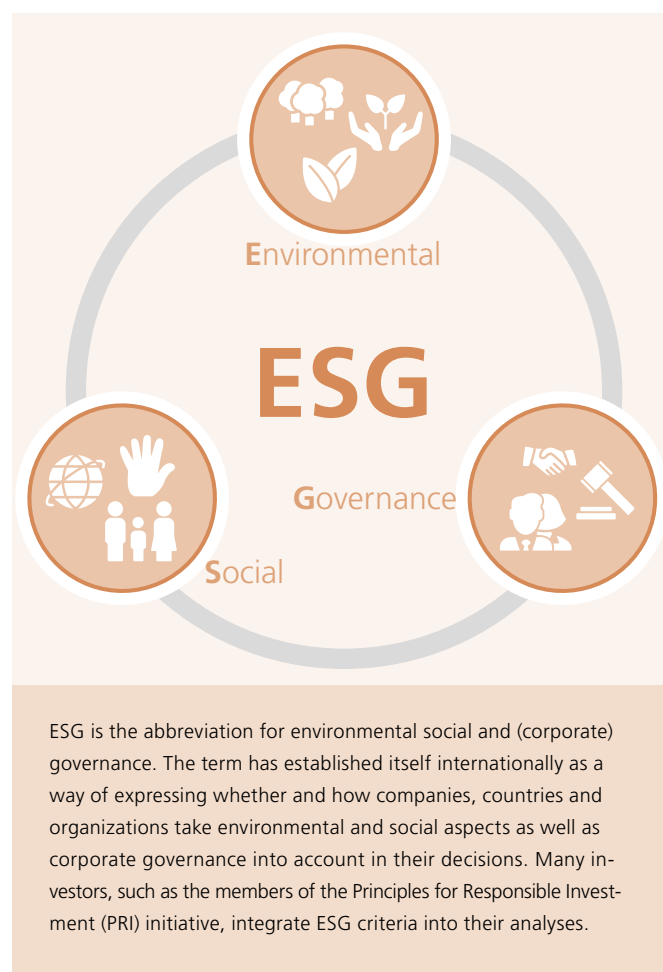 Environmental
ESG
Governance
Social
ESG is the abbreviation for environmental social and (corporate)
governance. The term has established itself internationally as a
way of expressing whether and how companies, countries and
organizations take environmental and social aspects as well as
corporate governance into account in their decisions. Many in-
vestors, such as the members of the Principles for Responsible Invest-
ment (PRI) initiative, integrate ESG criteria into their analyses.